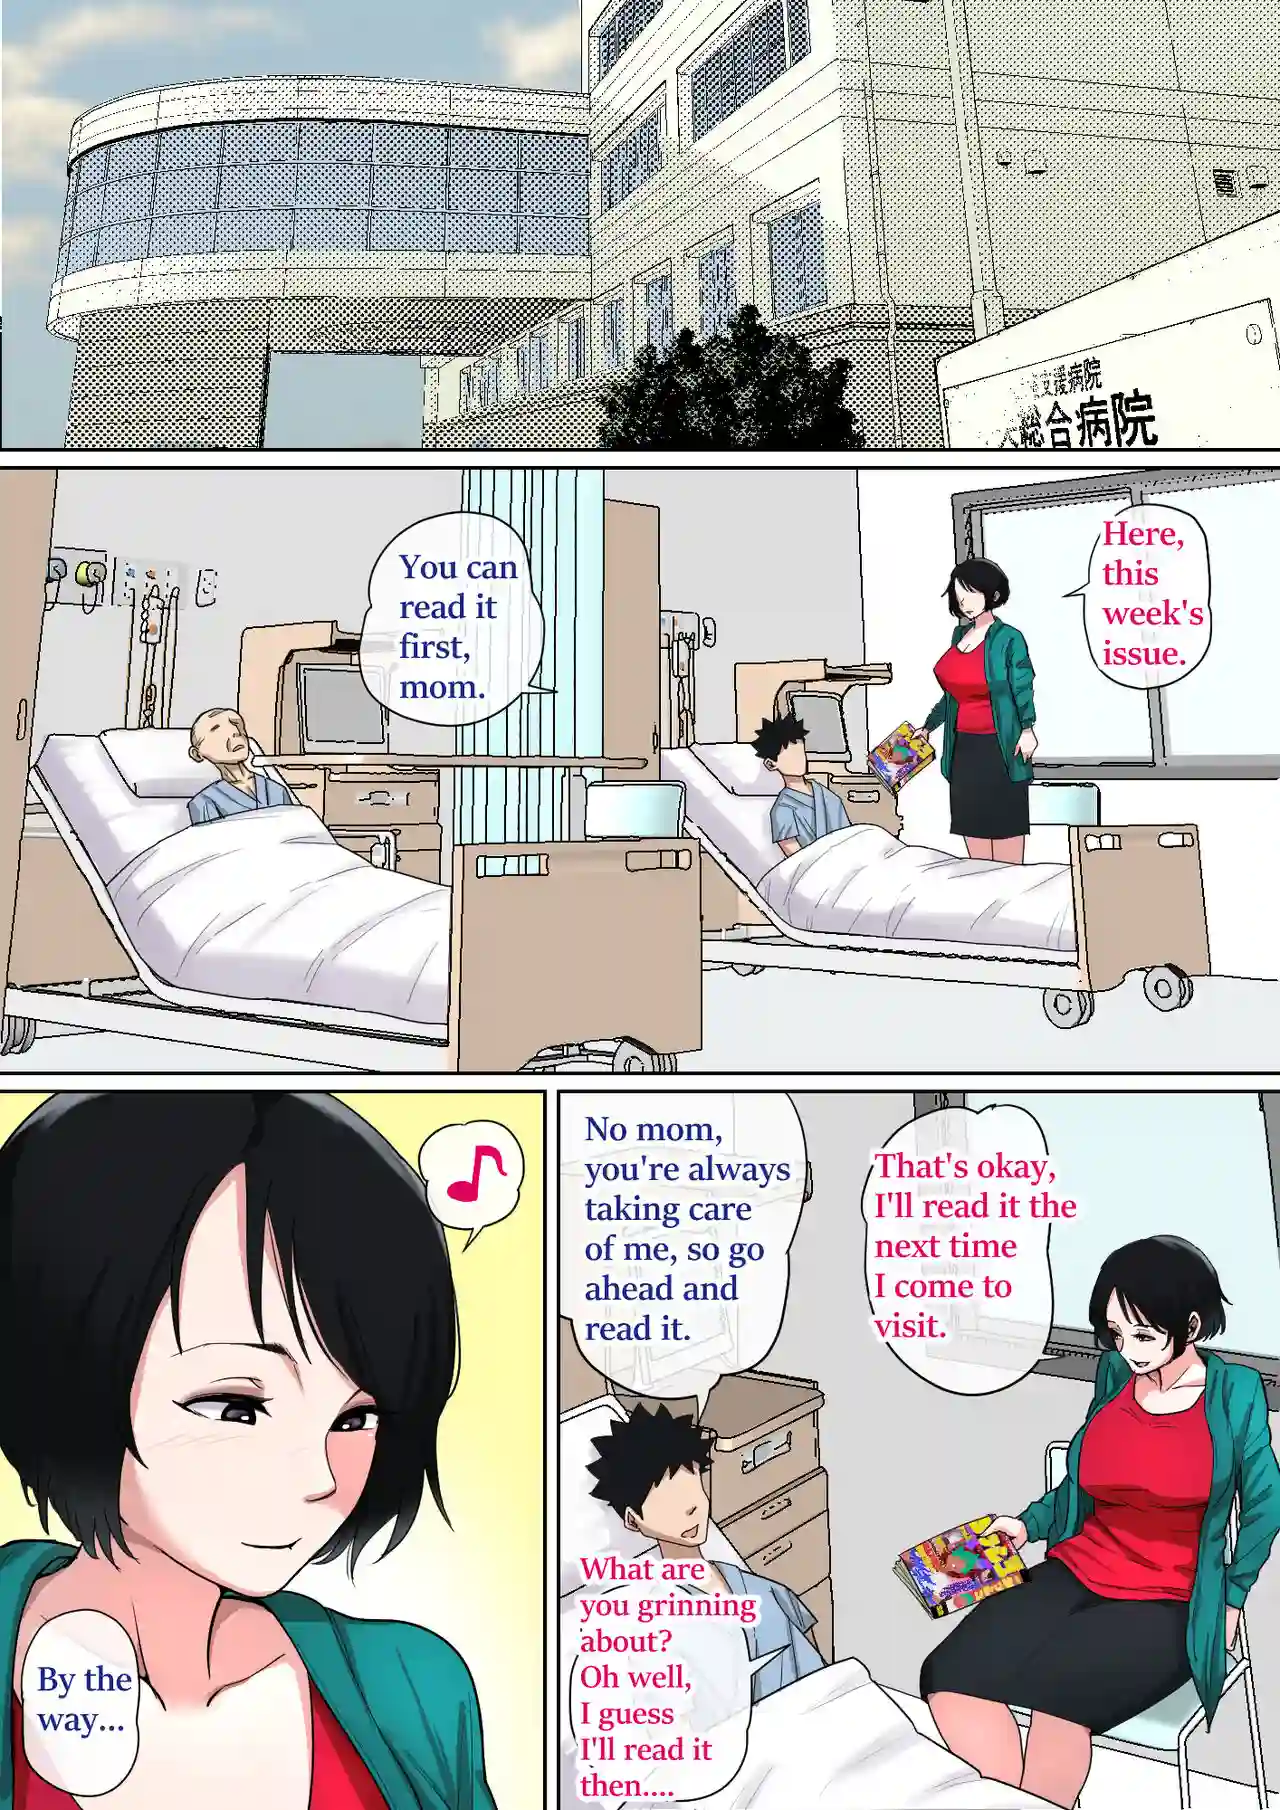 支援病院
総合病院
Here,
this
week's
issue.
You can
read it
first,
mom.
That's okay,
I'll read it the
next time
I come to
visit.
No mom,
you're always
taking care
of me, so go
ahead and
read it.
What are
you grinning
about?
Oh well,
I guess
I'll read it
then....
By the
way...